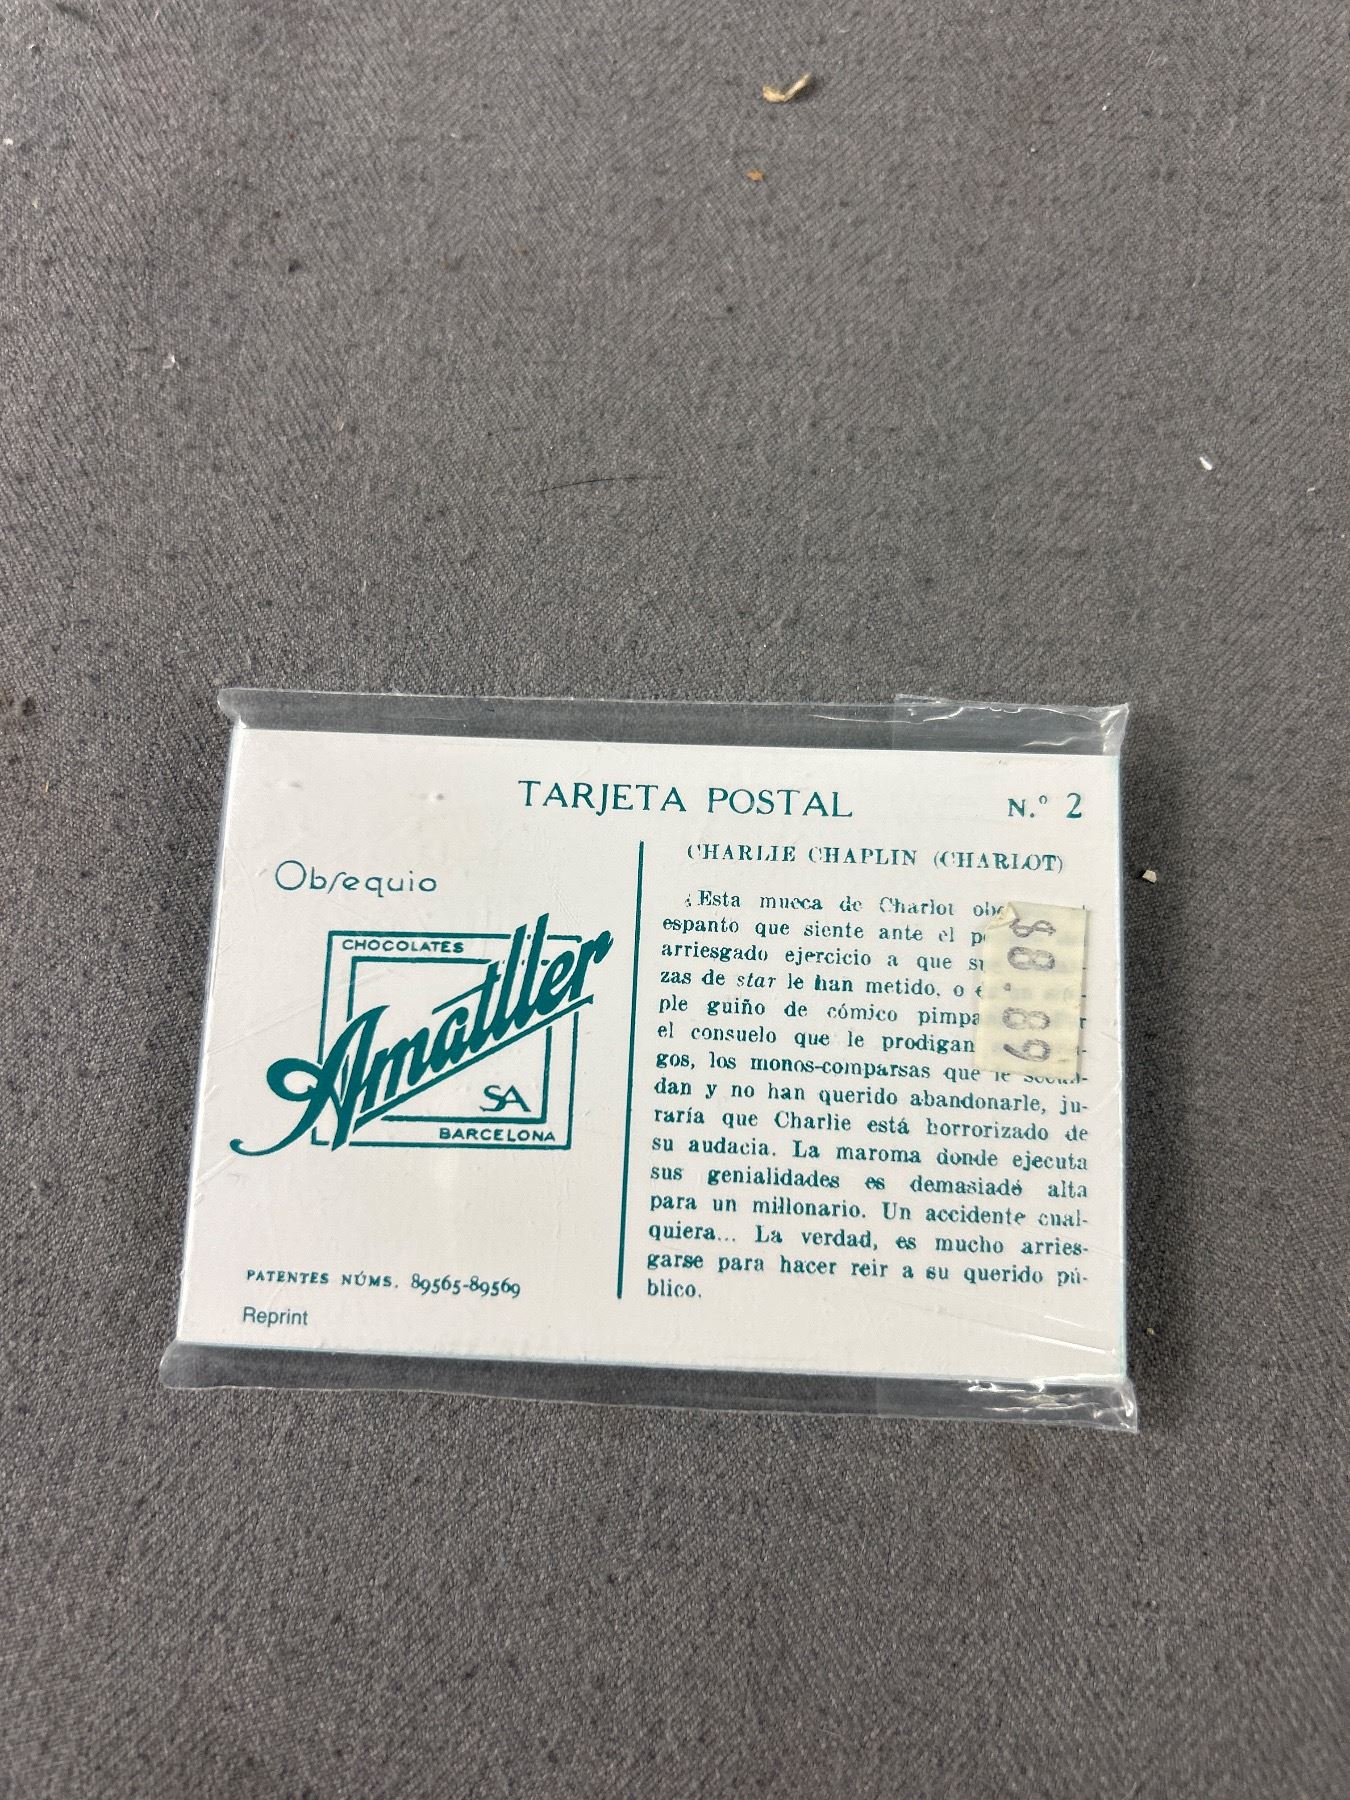 TARJETA POSTAL
N.º 2
Obsequio
CHOCOLATES
Amatller
SA
BARCELONA
PATENTES NÚMS. 89565-89569
Reprint
CHARLIE CHAPLIN (CHARLOT)
¿Esta mueca de Charlot
espanto que siente ante el
arriesgado ejercicio a que
zas de star le han metido, o
ple guiño de cómico
el consuelo que le prodigan
gos, los monos-comparsas que le
dan y no han querido abandonarle, ju-
raría que Charlie está horrorizado de
su audacia. La maroma donde ejecuta
sus genialidades es demasiado alta
para un millonario. Un accidente cual-
quiera... La verdad, es mucho arries-
garse para hacer reir a su querido pú-
blico.
$8.89